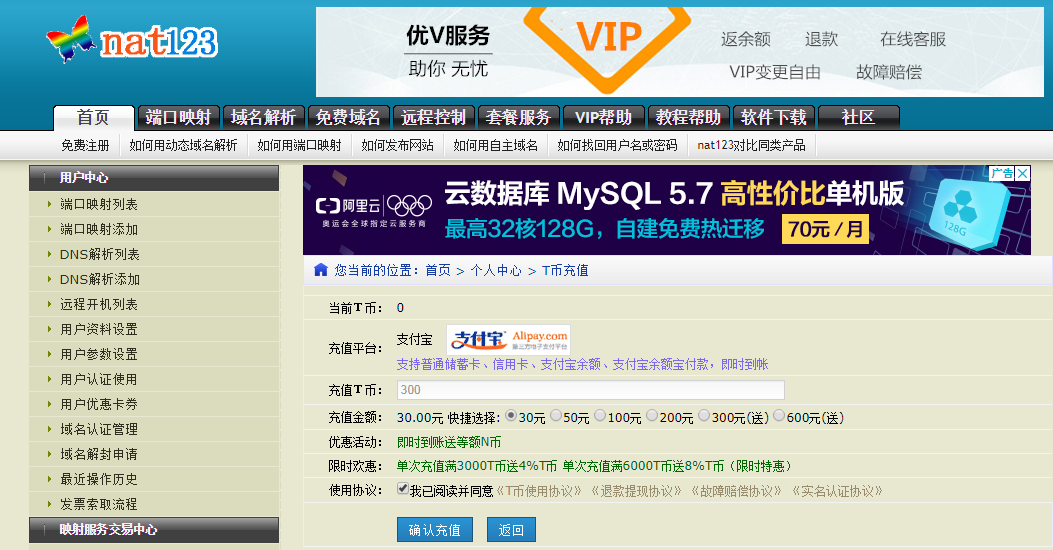 nat123
优V服务
助你 无忧
VIP
返余额 退款 在线客服
VIP变更自由 故障赔偿
首页 端口映射 域名解析 免费域名 远程控制 套餐服务 VIP帮助 教程帮助 软件下载 社区
免费注册 如何用动态域名解析 如何用端口映射 如何发布网站 如何用自主域名 如何找回用户名或密码 nat123对比同类产品
用户中心
端口映射列表
端口映射添加
DNS解析列表
DNS解析添加
远程开机列表
用户资料设置
用户参数设置
用户认证使用
用户优惠卡券
域名认证管理
域名解封申请
最近操作历史
发票索取流程
映射服务交易中心
广告
阿里云
奥运会全球指定云服务商
云数据库 MySQL 5.7 高性价比单机版
最高32核128G，自建免费热迁移 70元/月
128G
您当前的位置：首页 > 个人中心 > T币充值
当前T币： 0
充值平台： 支付宝 支付宝 Alipay.com
第三方电子支付平台
支持普通储蓄卡、信用卡、支付宝余额、支付宝余额宝付款，即时到帐
充值T币： 300
充值金额： 30.00元 快捷选择: 30元 50元 100元 200元 300元(送) 600元(送)
优惠活动： 即时到账送等额N币
限时欢惠： 单次充值满3000T币送4%T币 单次充值满6000T币送8%T币（限时特惠）
使用协议： 我已阅读并同意《T币使用协议》《退款提现协议》《故障赔偿协议》《实名认证协议》
确认充值 返回